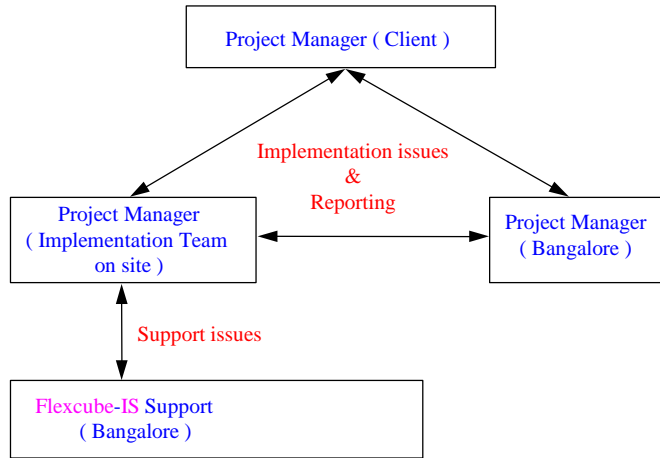 Project Manager ( Client )
Implementation issues
&
Reporting
Project Manager
( Implementation Team
on site )
Project Manager
( Bangalore )
Support issues
Flexcube-IS Support
( Bangalore )